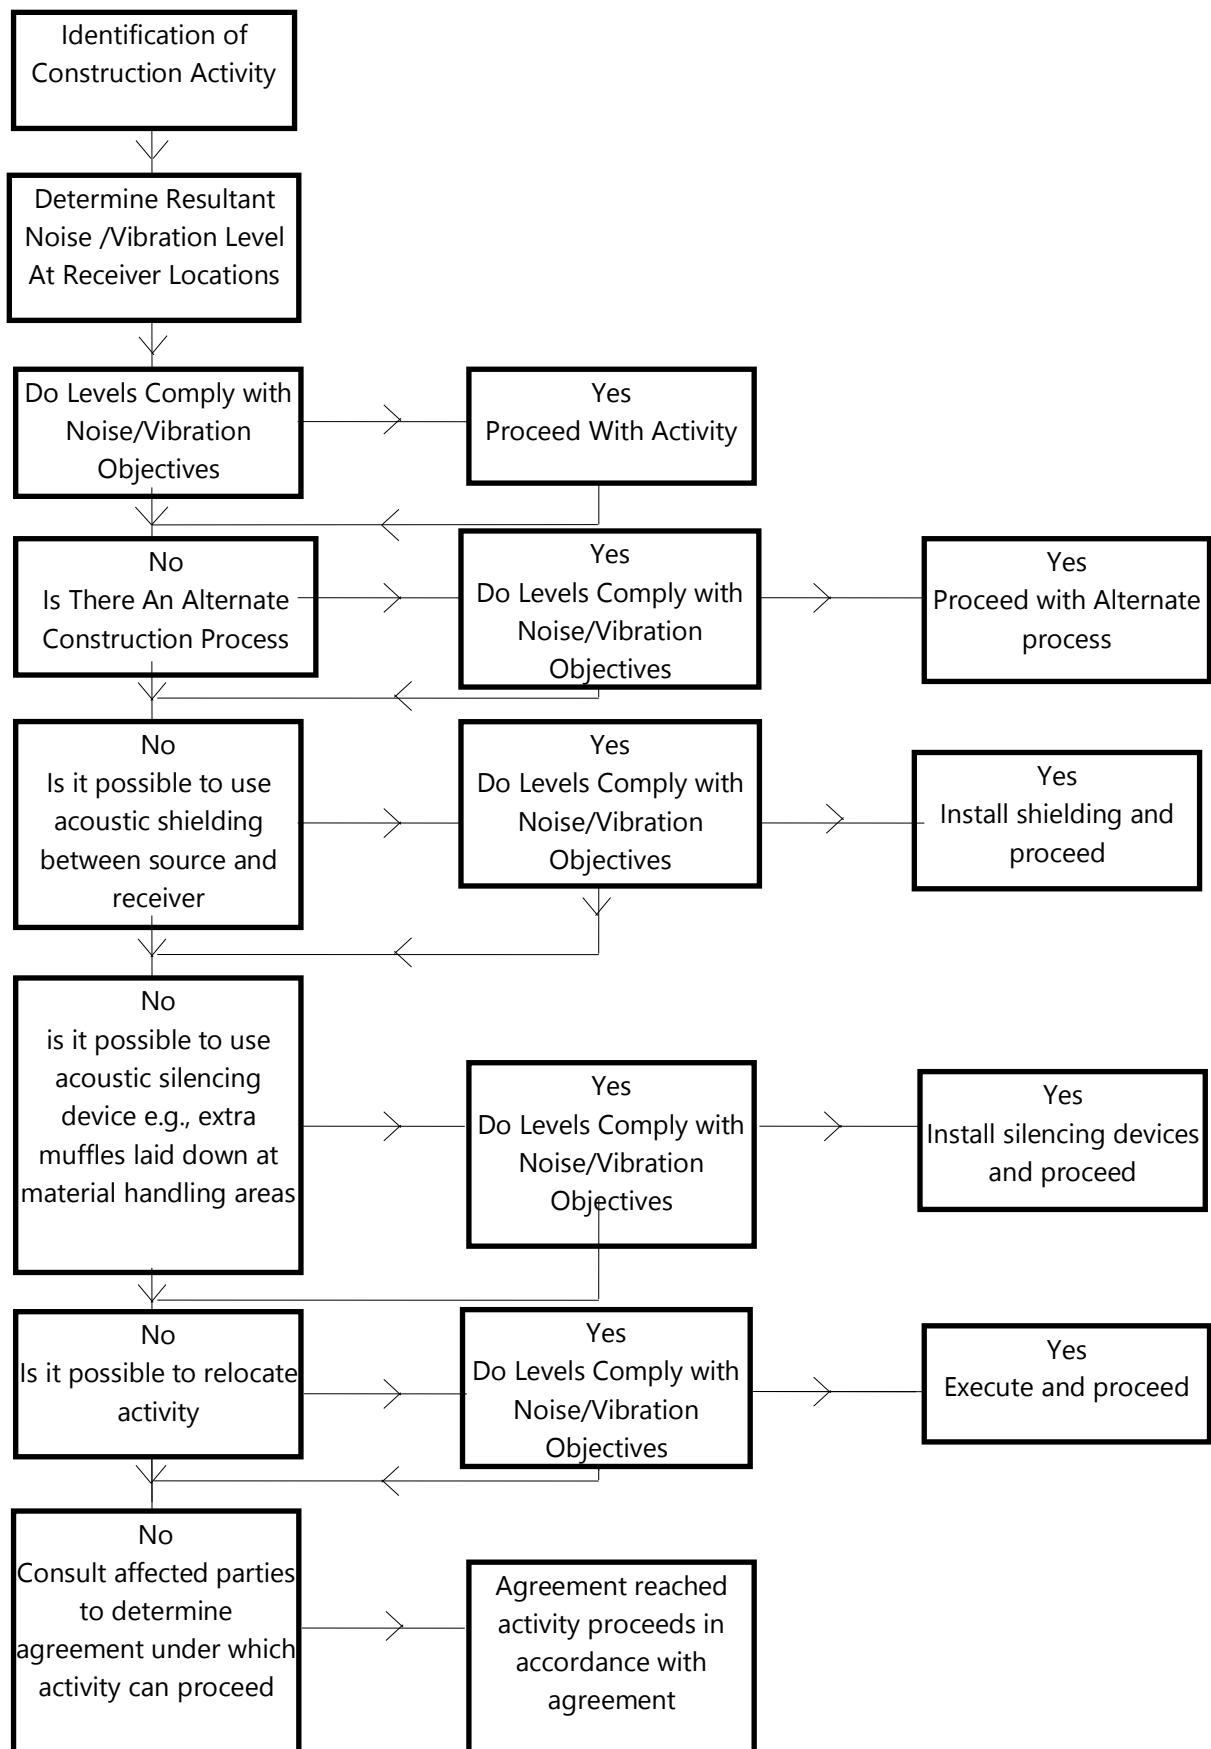 Identification of
Construction Activity
Determine Resultant
Noise /Vibration Level
At Receiver Locations
Do Levels Comply with
Noise/Vibration
Objectives
Yes
Proceed With Activity
No
Is There An Alternate
Construction Process
Yes
Do Levels Comply with
Noise/Vibration
Objectives
Yes
Proceed with Alternate
process
No
Is it possible to use
acoustic shielding
between source and
receiver
Yes
Do Levels Comply with
Noise/Vibration
Objectives
Yes
Install shielding and
proceed
No
is it possible to use
acoustic silencing
device e.g., extra
muffles laid down at
material handling areas
Yes
Do Levels Comply with
Noise/Vibration
Objectives
Yes
Install silencing devices
and proceed
No
Is it possible to relocate
activity
Yes
Do Levels Comply with
Noise/Vibration
Objectives
Yes
Execute and proceed
No
Consult affected parties
to determine
agreement under which
activity can proceed
Agreement reached
activity proceeds in
accordance with
agreement